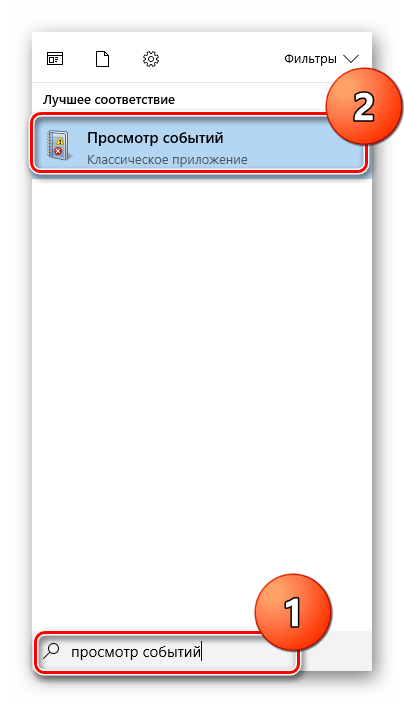 Фильтры
Лучшее соответствие
2
Просмотр событий
Классическое приложение
1
просмотр событий